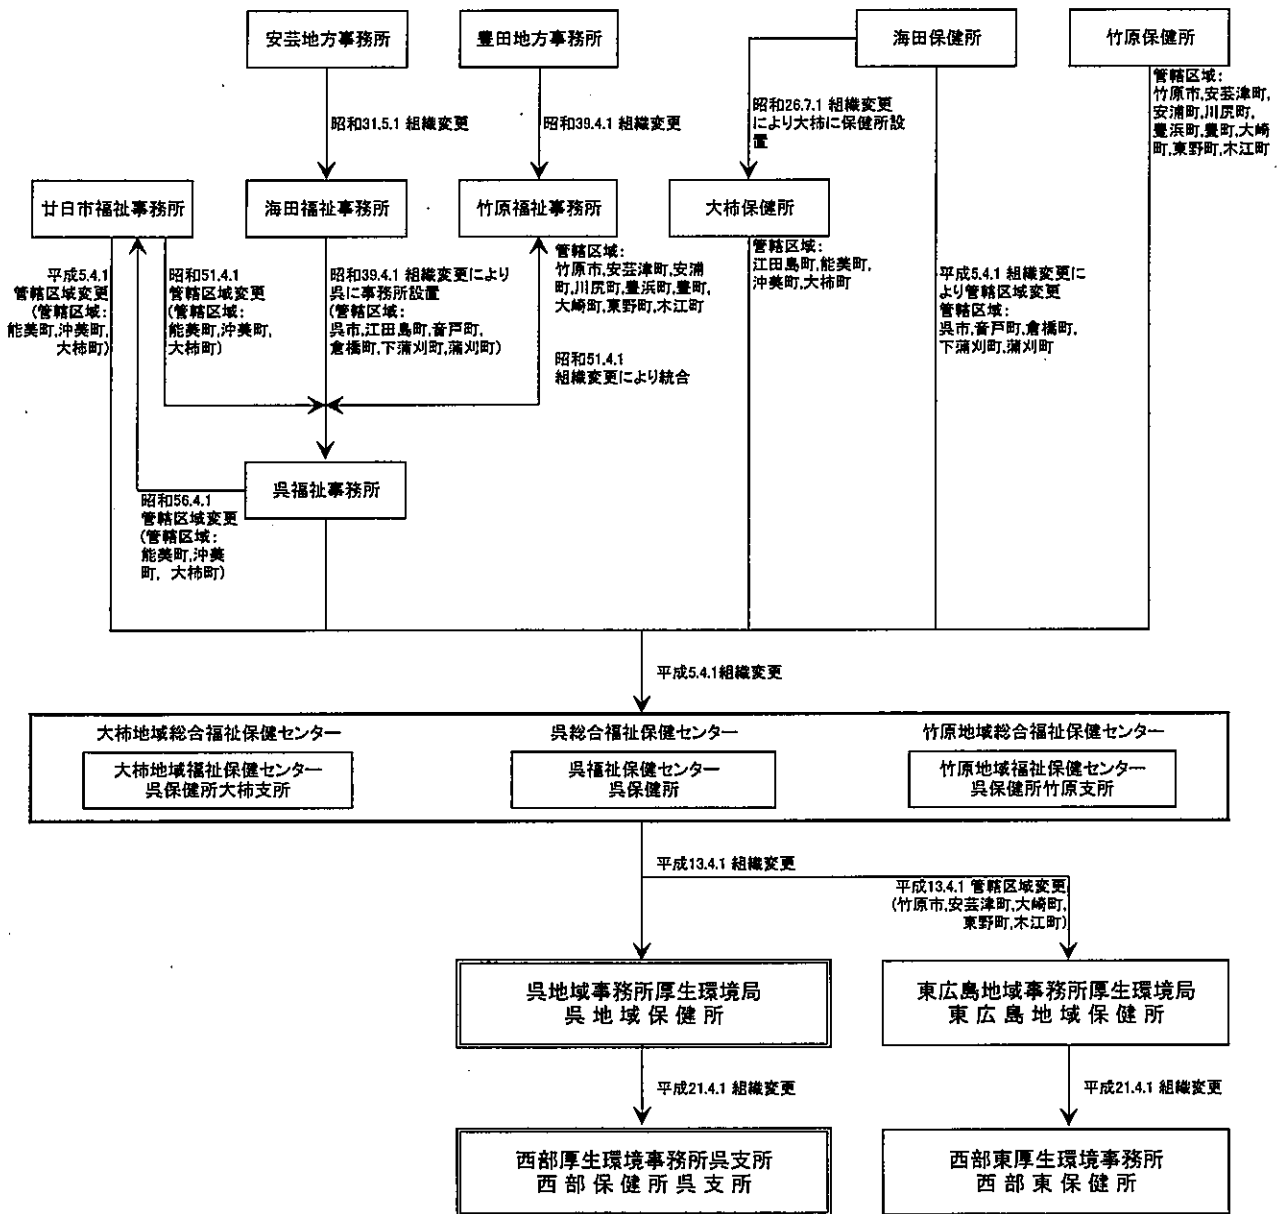 安芸地方事務所
豊田地方事務所
海田保健所
竹原保健所
昭和31.5.1 組織変更
昭和39.4.1 組織変更
昭和26.7.1 組織変更
により大柿に保健所設
置
管轄区域:
竹原市,安芸津町,
安浦町,川尻町,
豊浜町,豊町,大崎
町,東野町,木江町
廿日市福祉事務所
海田福祉事務所
竹原福祉事務所
大柿保健所
平成5.4.1
管轄区域変更
(管轄区域:
能美町,沖美町,
大柿町)
昭和51.4.1
管轄区域変更
(管轄区域:
能美町,沖美町,
大柿町)
昭和39.4.1 組織変更により
呉に事務所設置
(管轄区域:
呉市,江田島町,音戸町,
倉橋町,下蒲刈町,蒲刈町)
管轄区域:
竹原市,安芸津町,安浦
町,川尻町,豊浜町,豊町,
大崎町,東野町,木江町
昭和51.4.1
組織変更により統合
管轄区域:
江田島町,能美町,
沖美町,大柿町
平成5.4.1 組織変更に
より管轄区域変更
管轄区域:
呉市,音戸町,倉橋町,
下蒲刈町,蒲刈町
呉福祉事務所
昭和56.4.1
管轄区域変更
(管轄区域:
能美町,沖美
町, 大柿町)
平成5.4.1組織変更
大柿地域総合福祉保健センター
呉総合福祉保健センター
竹原地域総合福祉保健センター
大柿地域福祉保健センター
呉保健所大柿支所
呉福祉保健センター
呉保健所
竹原地域福祉保健センター
呉保健所竹原支所
平成13.4.1 組織変更
平成13.4.1 管轄区域変更
(竹原市,安芸津町,大崎町,
東野町,木江町)
呉地域事務所厚生環境局
呉地域保健所
東広島地域事務所厚生環境局
東広島地域保健所
平成21.4.1 組織変更
平成21.4.1 組織変更
西部厚生環境事務所呉支所
西部保健所呉支所
西部東厚生環境事務所
西部東保健所